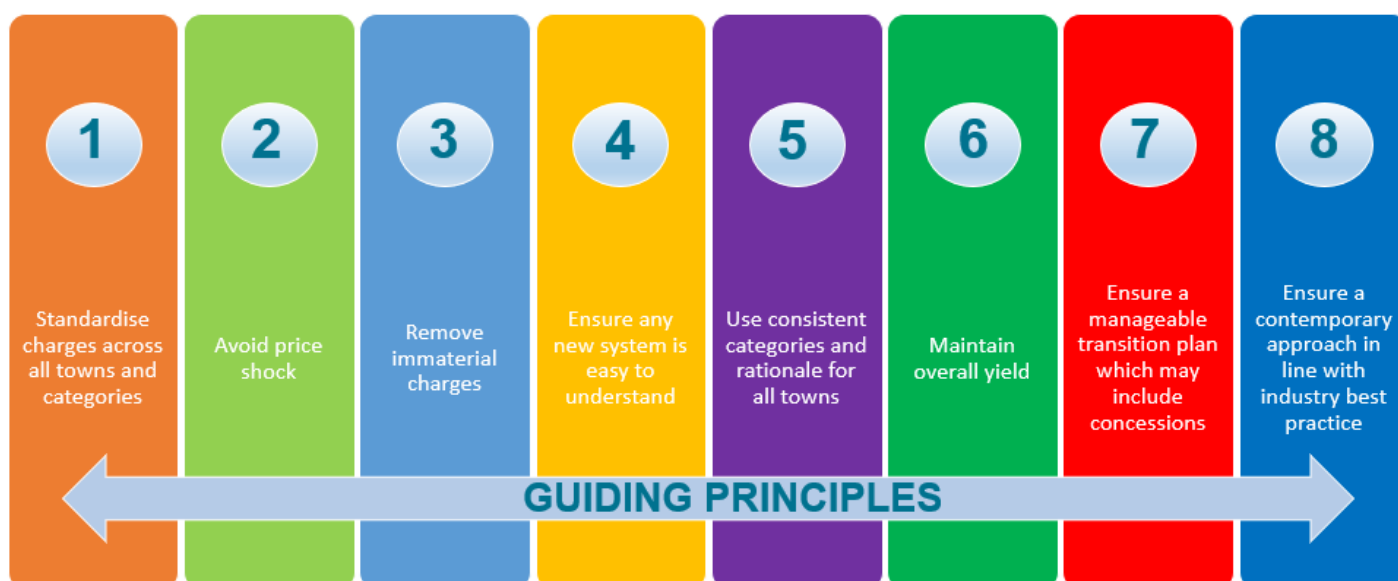 1
Standardise
charges across
all towns and
categories
2
Avoid price
shock
3
Remove
immaterial
charges
4
Ensure any
new system is
easy to
understand
5
Use consistent
categories and
rationale for
all towns
6
Maintain
overall yield
7
Ensure a
manageable
transition plan
which may
include
concessions
8
Ensure a
contemporary
approach in
line with
industry best
practice
GUIDING PRINCIPLES